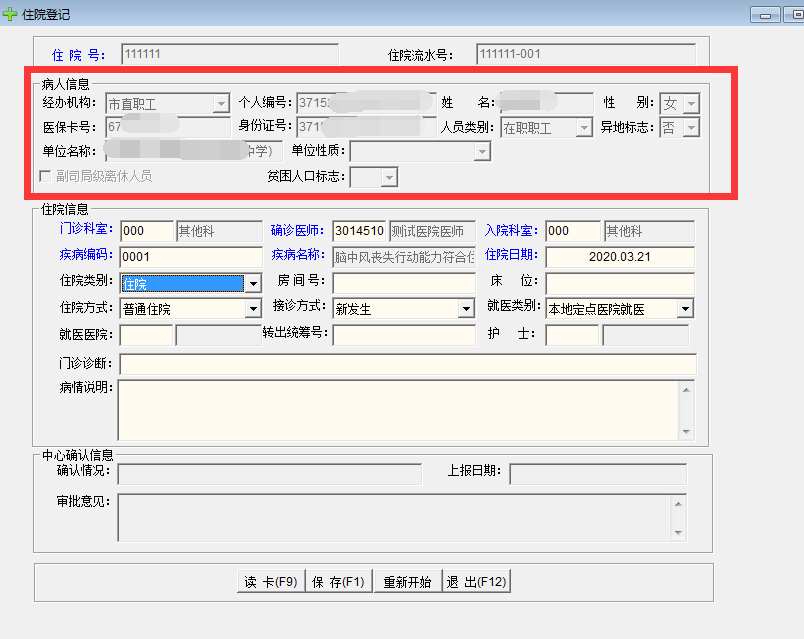 住院登记
住 院 号： 111111 住院流水号： 111111-001
病人信息
经办机构： 市直职工 个人编号： 3715 姓 名： 性 别： 女
医保卡号： 67 身份证号： 371 人员类别： 在职职工 异地标志： 否
单位名称： 中学） 单位性质：
副司局级离休人员 贫困人口标志：
住院信息
门诊科室： 000 其他科 确诊医师： 3014510 测试医院医师 入院科室： 000 其他科
疾病编码： 0001 疾病名称： 脑中风丧失行动能力符合住 住院日期： 2020.03.21
住院类别： 住院 房 间 号： 床 位：
住院方式： 普通住院 接诊方式： 新发生 就医类别： 本地定点医院就医
就医医院： 转出统筹号： 护 士：
门诊诊断：
病情说明：
中心确认信息
确认情况： 上报日期：
审批意见：
读 卡(F9) 保 存(F1) 重新开始 退 出(F12)